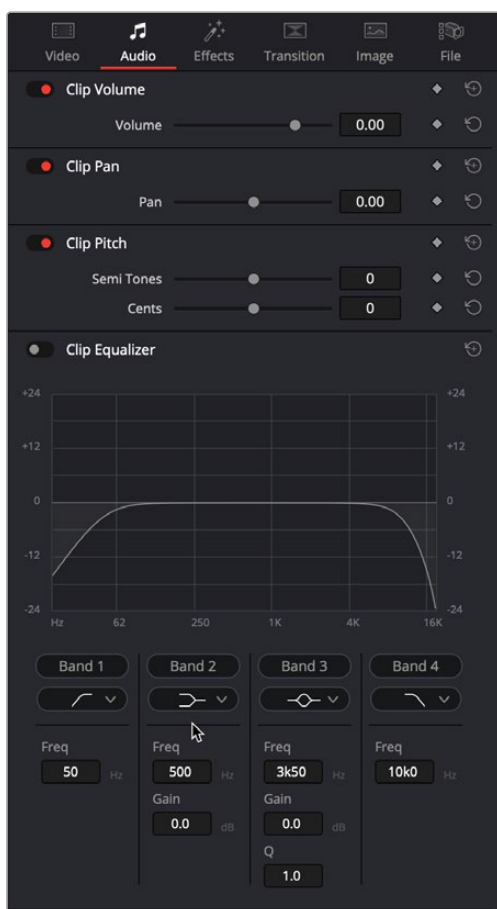 Video Audio Effects Transition Image File
Clip Volume
Volume 0.00
Clip Pan
Pan 0.00
Clip Pitch
Semi Tones 0
Cents 0
Clip Equalizer
+24 +24
+12 +12
0 0
-12 -12
-24 -24
Hz 62 250 1K 4K 16K
Band 1 Band 2 Band 3 Band 4
Freq Freq Freq Freq
50 Hz 500 Hz 3k50 Hz 10k0 Hz
Gain Gain
0.0 dB 0.0 dB
Q
1.0